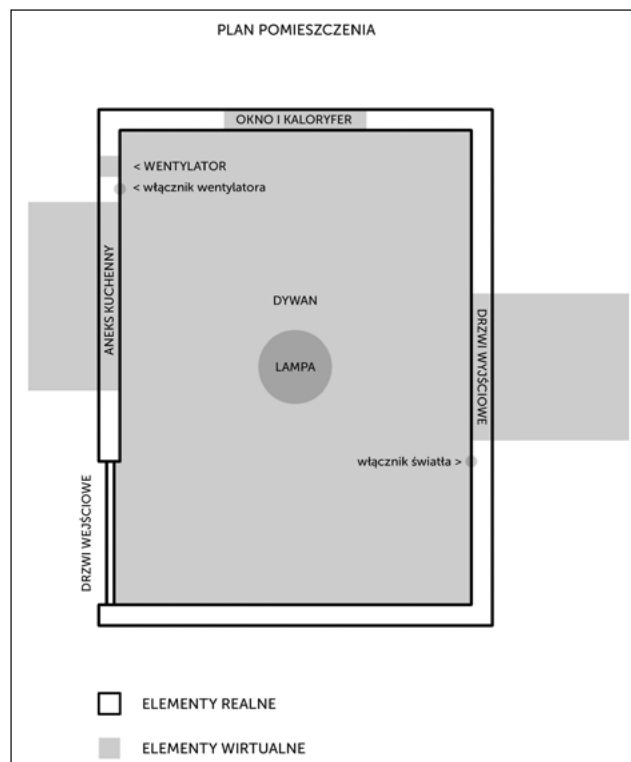 PLAN POMIESZCZENIA
OKNO I KALORYFER
< WENTYLATOR
< włącznik wentylatora
ANEKS KUCHENNY
DYWAN
LAMPA
DRZWI WYJŚCIOWE
włącznik światła >
DRZWI WEJŚCIOWE
ELEMENTY REALNE
ELEMENTY WIRTUALNE